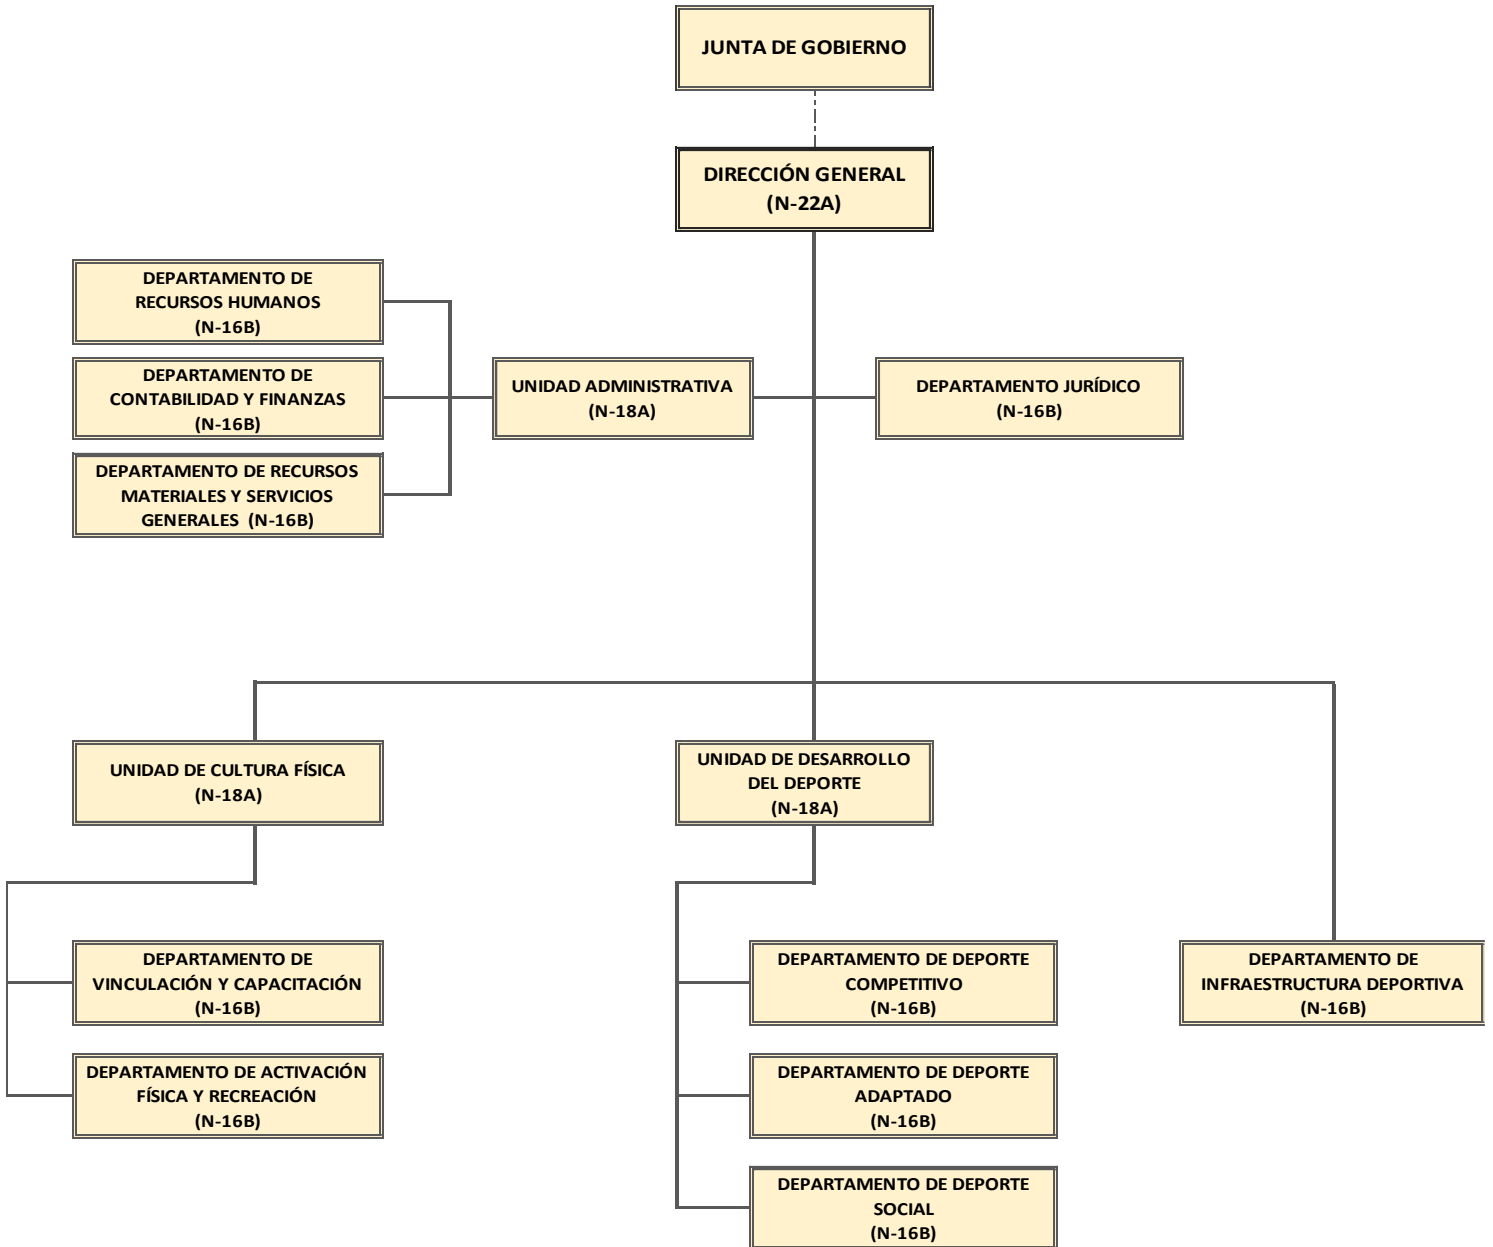 JUNTA DE GOBIERNO
DIRECCIÓN GENERAL
(N-22A)
DEPARTAMENTO DE
RECURSOS HUMANOS
(N-16B)
DEPARTAMENTO DE
CONTABILIDAD Y FINANZAS
(N-16B)
DEPARTAMENTO DE RECURSOS
MATERIALES Y SERVICIOS
GENERALES (N-16B)
UNIDAD ADMINISTRATIVA
(N-18A)
DEPARTAMENTO JURÍDICO
(N-16B)
UNIDAD DE CULTURA FÍSICA
(N-18A)
UNIDAD DE DESARROLLO
DEL DEPORTE
(N-18A)
DEPARTAMENTO DE
VINCULACIÓN Y CAPACITACIÓN
(N-16B)
DEPARTAMENTO DE ACTIVACIÓN
FÍSICA Y RECREACIÓN
(N-16B)
DEPARTAMENTO DE DEPORTE
COMPETITIVO
(N-16B)
DEPARTAMENTO DE DEPORTE
ADAPTADO
(N-16B)
DEPARTAMENTO DE DEPORTE
SOCIAL
(N-16B)
DEPARTAMENTO DE
INFRAESTRUCTURA DEPORTIVA
(N-16B)